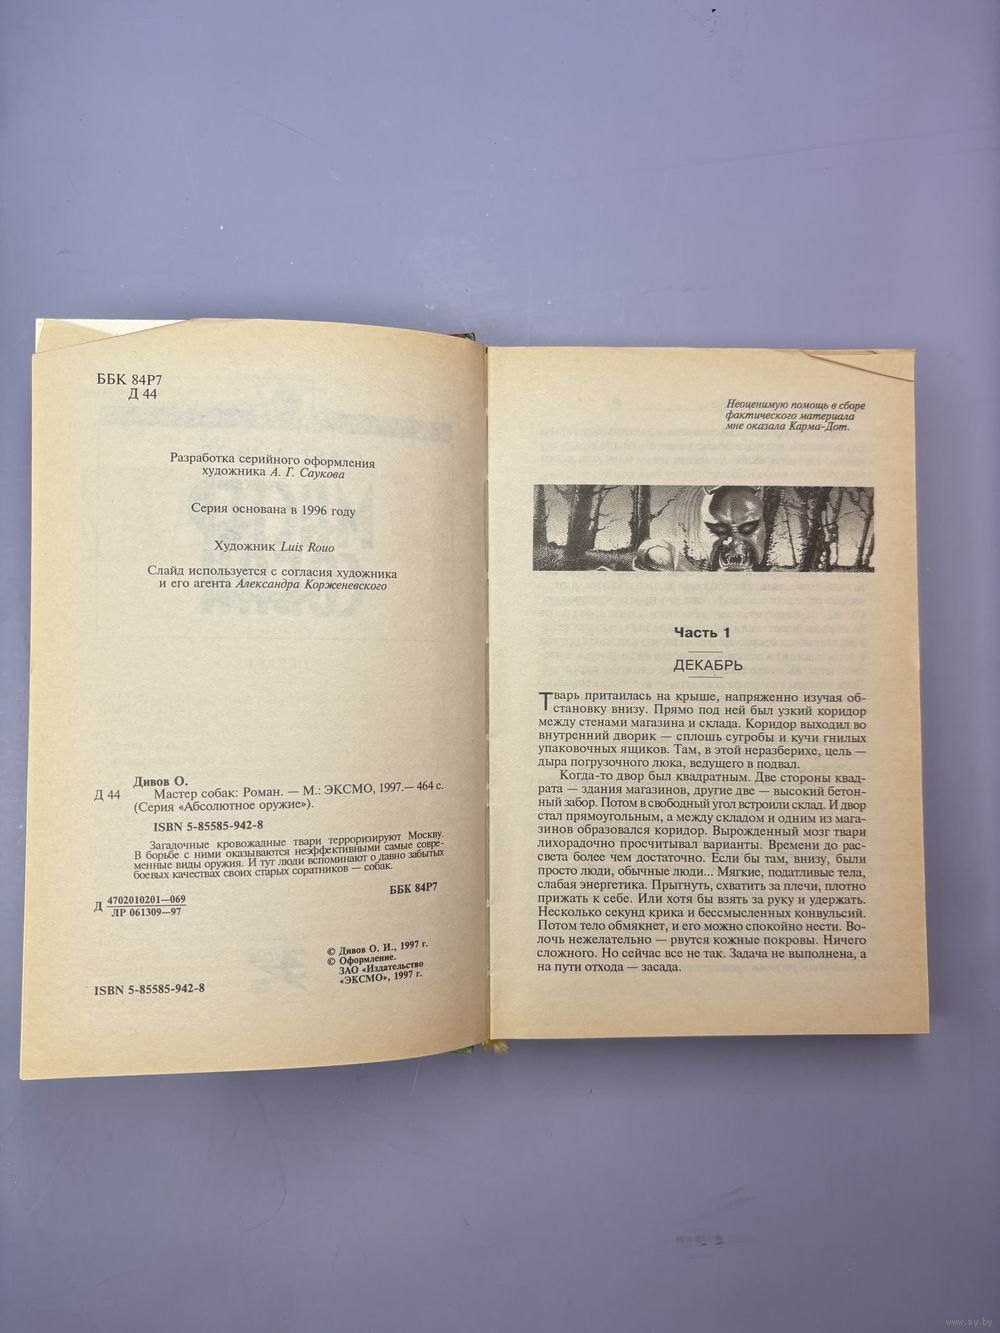 ББК 84Р7
Д 44
Разработка серийного оформления
художника А. Г. Саукова
Серия основана в 1996 году
Художник Luis Rouo
Слайд используется с согласия художника
и его агента Александра Корженевского
Дивов О.
Д 44 Мастер собак: Роман. — М.: ЭКСМО, 1997.— 464 с.
(Серия «Абсолютное оружие»).
ISBN 5-85585-942-8
Загадочные кровожадные твари терроризируют Москву.
В борьбе с ними оказываются неэффективными самые совре-
менные виды оружия. И тут люди вспоминают о давно забытых
боевых качествах своих старых соратников — собак.
ББК 84Р7
Д 4702010201—069
ЛР 061309—97
© Дивов О. И., 1997 г.
© Оформление.
ЗАО «Издательство
«ЭКСМО», 1997 г.
ISBN 5-85585-942-8
Неоценимую помощь в сборе
фактического материала
мне оказала Карма-Дот.
Часть 1
ДЕКАБРЬ
Тварь притаилась на крыше, напряженно изучая об-
становку внизу. Прямо под ней был узкий коридор
между стенами магазина и склада. Коридор выходил во
внутренний дворик — сплошь сугробы и кучи гнилых
упаковочных ящиков. Там, в этой неразберихе, цель —
дыра погрузочного люка, ведущего в подвал.
Когда-то двор был квадратным. Две стороны квад-
рата — здания магазинов, другие две — высокий бетон-
ный забор. Потом в свободный угол встроили склад. И двор
стал прямоугольным, а между складом и одним из мага-
зинов образовался коридор. Вырожденный мозг твари
лихорадочно просчитывал варианты. Времени до рас-
света более чем достаточно. Если бы там, внизу, были
просто люди, обычные люди... Мягкие, податливые тела,
слабая энергетика. Прыгнуть, схватить за плечи, плотно
прижать к себе. Или хотя бы взять за руку и удержать.
Несколько секунд крика и бессмысленных конвульсий.
Потом тело обмякнет, и его можно спокойно нести. Во-
лочь нежелательно — рвутся кожные покровы. Ничего
сложного. Но сейчас все не так. Задача не выполнена, а
на пути отхода — засада.
www.ay.by